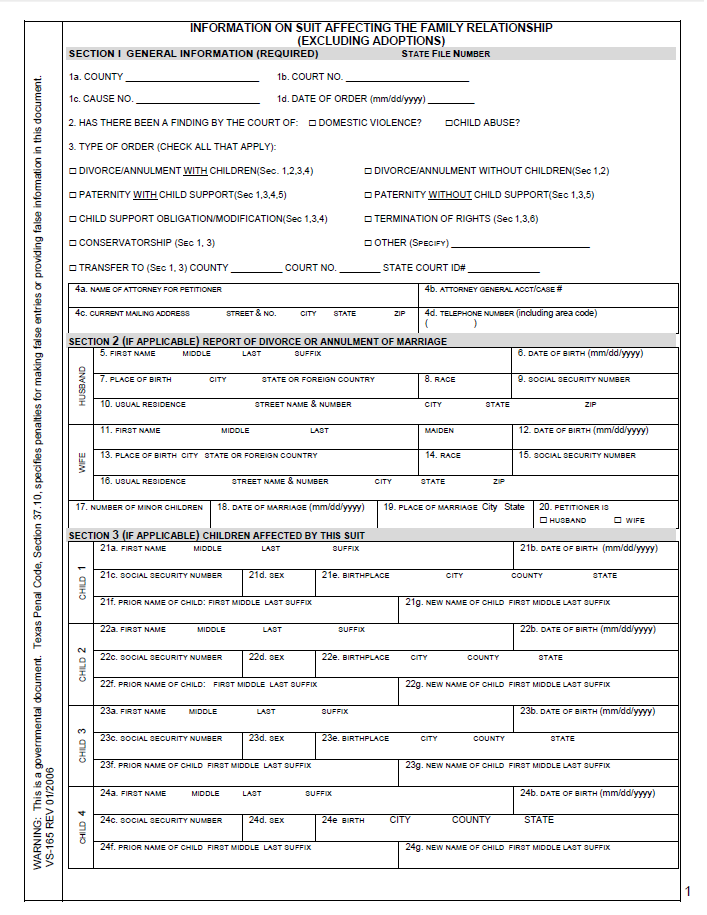 INFORMATION ON SUIT AFFECTING THE FAMILY RELATIONSHIP
(EXCLUDING ADOPTIONS)
SECTION I GENERAL INFORMATION (REQUIRED) STATE FILE NUMBER
1a. COUNTY ____________ 1b. COURT NO. ____________
1c. CAUSE NO. ____________ 1d. DATE OF ORDER (mm/dd/yyyy) ________
2. HAS THERE BEEN A FINDING BY THE COURT OF: ☐ DOMESTIC VIOLENCE? ☐CHILD ABUSE?
3. TYPE OF ORDER (CHECK ALL THAT APPLY):
☐ DIVORCE/ANNULMENT WITH CHILDREN(Sec. 1,2,3,4) ☐ DIVORCE/ANNULMENT WITHOUT CHILDREN(Sec 1,2)
☐ PATERNITY WITH CHILD SUPPORT(Sec 1,3,4,5) ☐ PATERNITY WITHOUT CHILD SUPPORT(Sec 1,3,5)
☐ CHILD SUPPORT OBLIGATION/MODIFICATION(Sec 1,3,4) ☐ TERMINATION OF RIGHTS (SEC 1,3,6)
☐ CONSERVATORSHIP (SEC 1, 3) ☐ OTHER (SPECIFY) ____________
☐ TRANSFER TO (SEC 1, 3) COUNTY ________ COURT NO. ______ STATE COURT ID# ________
4a. NAME OF ATTORNEY FOR PETITIONER 4b. ATTORNEY GENERAL ACCT/CASE #
4c. CURRENT MAILING ADDRESS STREET & NO. CITY STATE ZIP 4d. TELEPHONE NUMBER (including area code)
( )
SECTION 2 (IF APPLICABLE) REPORT OF DIVORCE OR ANNULMENT OF MARRIAGE
HUSBAND
5. FIRST NAME MIDDLE LAST SUFFIX 6. DATE OF BIRTH (mm/dd/yyyy)
7. PLACE OF BIRTH CITY STATE OR FOREIGN COUNTRY 8. RACE 9. SOCIAL SECURITY NUMBER
10. USUAL RESIDENCE STREET NAME & NUMBER CITY STATE ZIP
WIFE
11. FIRST NAME MIDDLE LAST MAIDEN 12. DATE OF BIRTH (mm/dd/yyyy)
13. PLACE OF BIRTH CITY STATE OR FOREIGN COUNTRY 14. RACE 15. SOCIAL SECURITY NUMBER
16. USUAL RESIDENCE STREET NAME & NUMBER CITY STATE ZIP
17. NUMBER OF MINOR CHILDREN 18. DATE OF MARRIAGE (mm/dd/yyyy) 19. PLACE OF MARRIAGE City State 20. PETITIONER IS
☐ HUSBAND ☐ WIFE
SECTION 3 (IF APPLICABLE) CHILDREN AFFECTED BY THIS SUIT
CHILD 1
21a. FIRST NAME MIDDLE LAST SUFFIX 21b. DATE OF BIRTH (mm/dd/yyyy)
21c. SOCIAL SECURITY NUMBER 21d. SEX 21e. BIRTHPLACE CITY COUNTY STATE
21f. PRIOR NAME OF CHILD: FIRST MIDDLE LAST SUFFIX 21g. NEW NAME OF CHILD FIRST MIDDLE LAST SUFFIX
CHILD 2
22a. FIRST NAME MIDDLE LAST SUFFIX 22b. DATE OF BIRTH (mm/dd/yyyy)
22c. SOCIAL SECURITY NUMBER 22d. SEX 22e. BIRTHPLACE CITY COUNTY STATE
22f. PRIOR NAME OF CHILD: FIRST MIDDLE LAST SUFFIX 22g. NEW NAME OF CHILD FIRST MIDDLE LAST SUFFIX
CHILD 3
23a. FIRST NAME MIDDLE LAST SUFFIX 23b. DATE OF BIRTH (mm/dd/yyyy)
23c. SOCIAL SECURITY NUMBER 23d. SEX 23e. BIRTHPLACE CITY COUNTY STATE
23f. PRIOR NAME OF CHILD FIRST MIDDLE LAST SUFFIX 23g. NEW NAME OF CHILD FIRST MIDDLE LAST SUFFIX
CHILD 4
24a. FIRST NAME MIDDLE LAST SUFFIX 24b. DATE OF BIRTH (mm/dd/yyyy)
24c. SOCIAL SECURITY NUMBER 24d. SEX 24e BIRTH CITY COUNTY STATE
24f. PRIOR NAME OF CHILD FIRST MIDDLE LAST SUFFIX 24g. NEW NAME OF CHILD FIRST MIDDLE LAST SUFFIX
WARNING: This is a governmental document. Texas Penal Code, Section 37.10, specifies penalties for making false entries or providing false information in this document.
VS-165 REV 01/2006
1